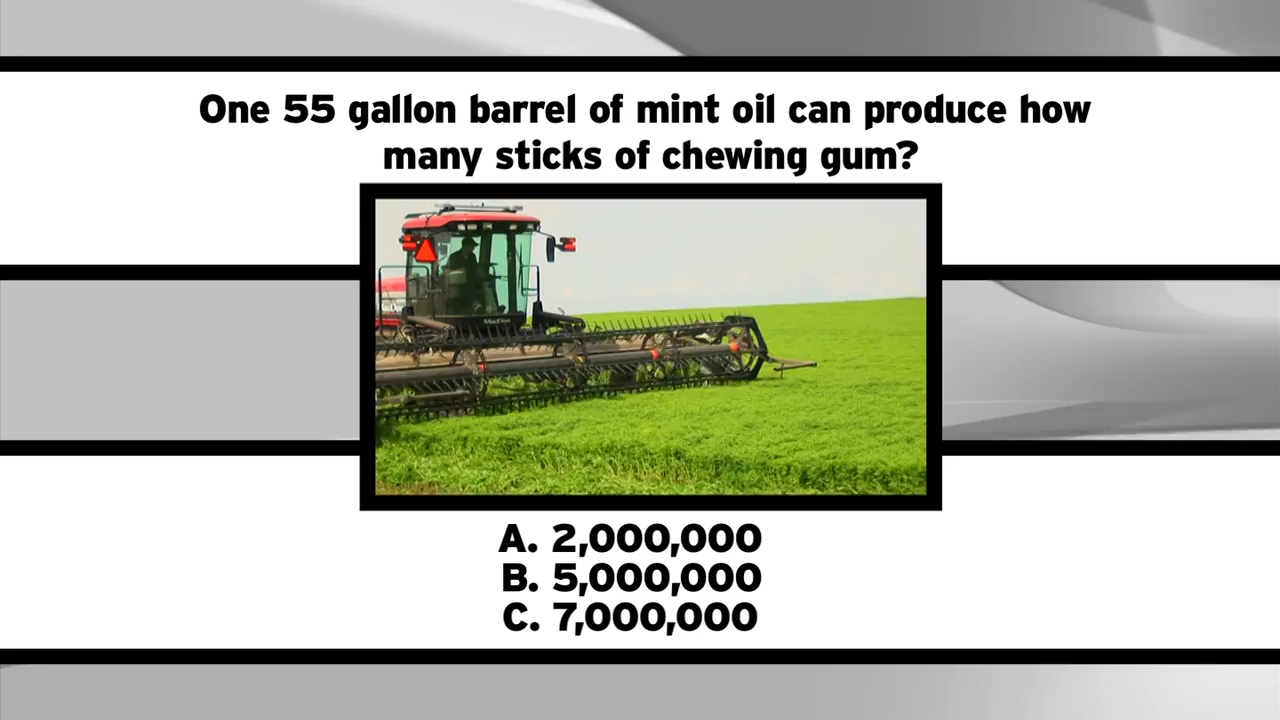 One 55 gallon barrel of mint oil can produce how
many sticks of chewing gum?
MacDon
A. 2,000,000
B. 5,000,000
C. 7,000,000